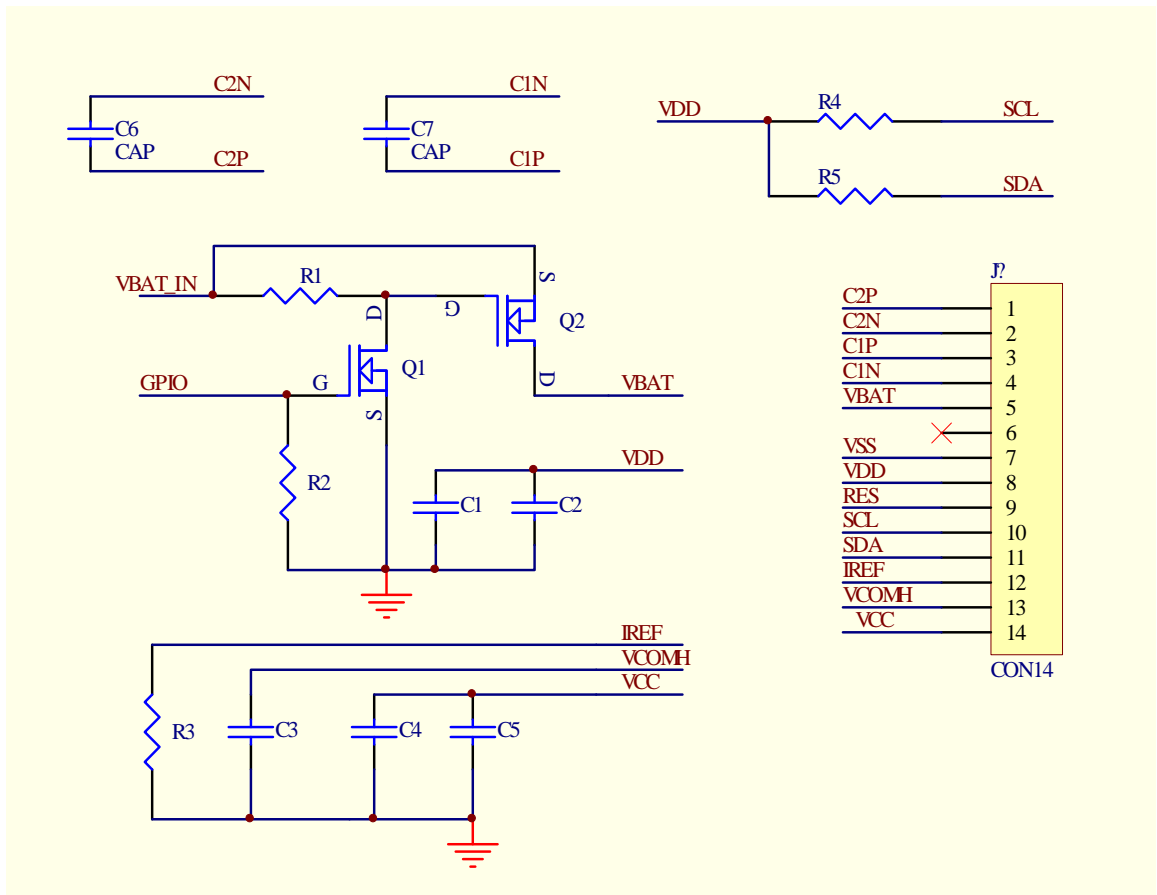 C2N
C6
CAP
C2P
C1N
C7
CAP
C1P
VDD
R4
SCL
R5
SDA
VBAT_IN
R1
D
G
S
Q2
D
VBAT
GPIO
G
Q1
S
R2
VDD
C1
C2
IREF
VCOMH
VCC
R3
C3
C4
C5
J?
C2P 1
C2N 2
C1P 3
C1N 4
VBAT 5
6
VSS 7
VDD 8
RES 9
SCL 10
SDA 11
IREF 12
VCOMH 13
VCC 14
CON14